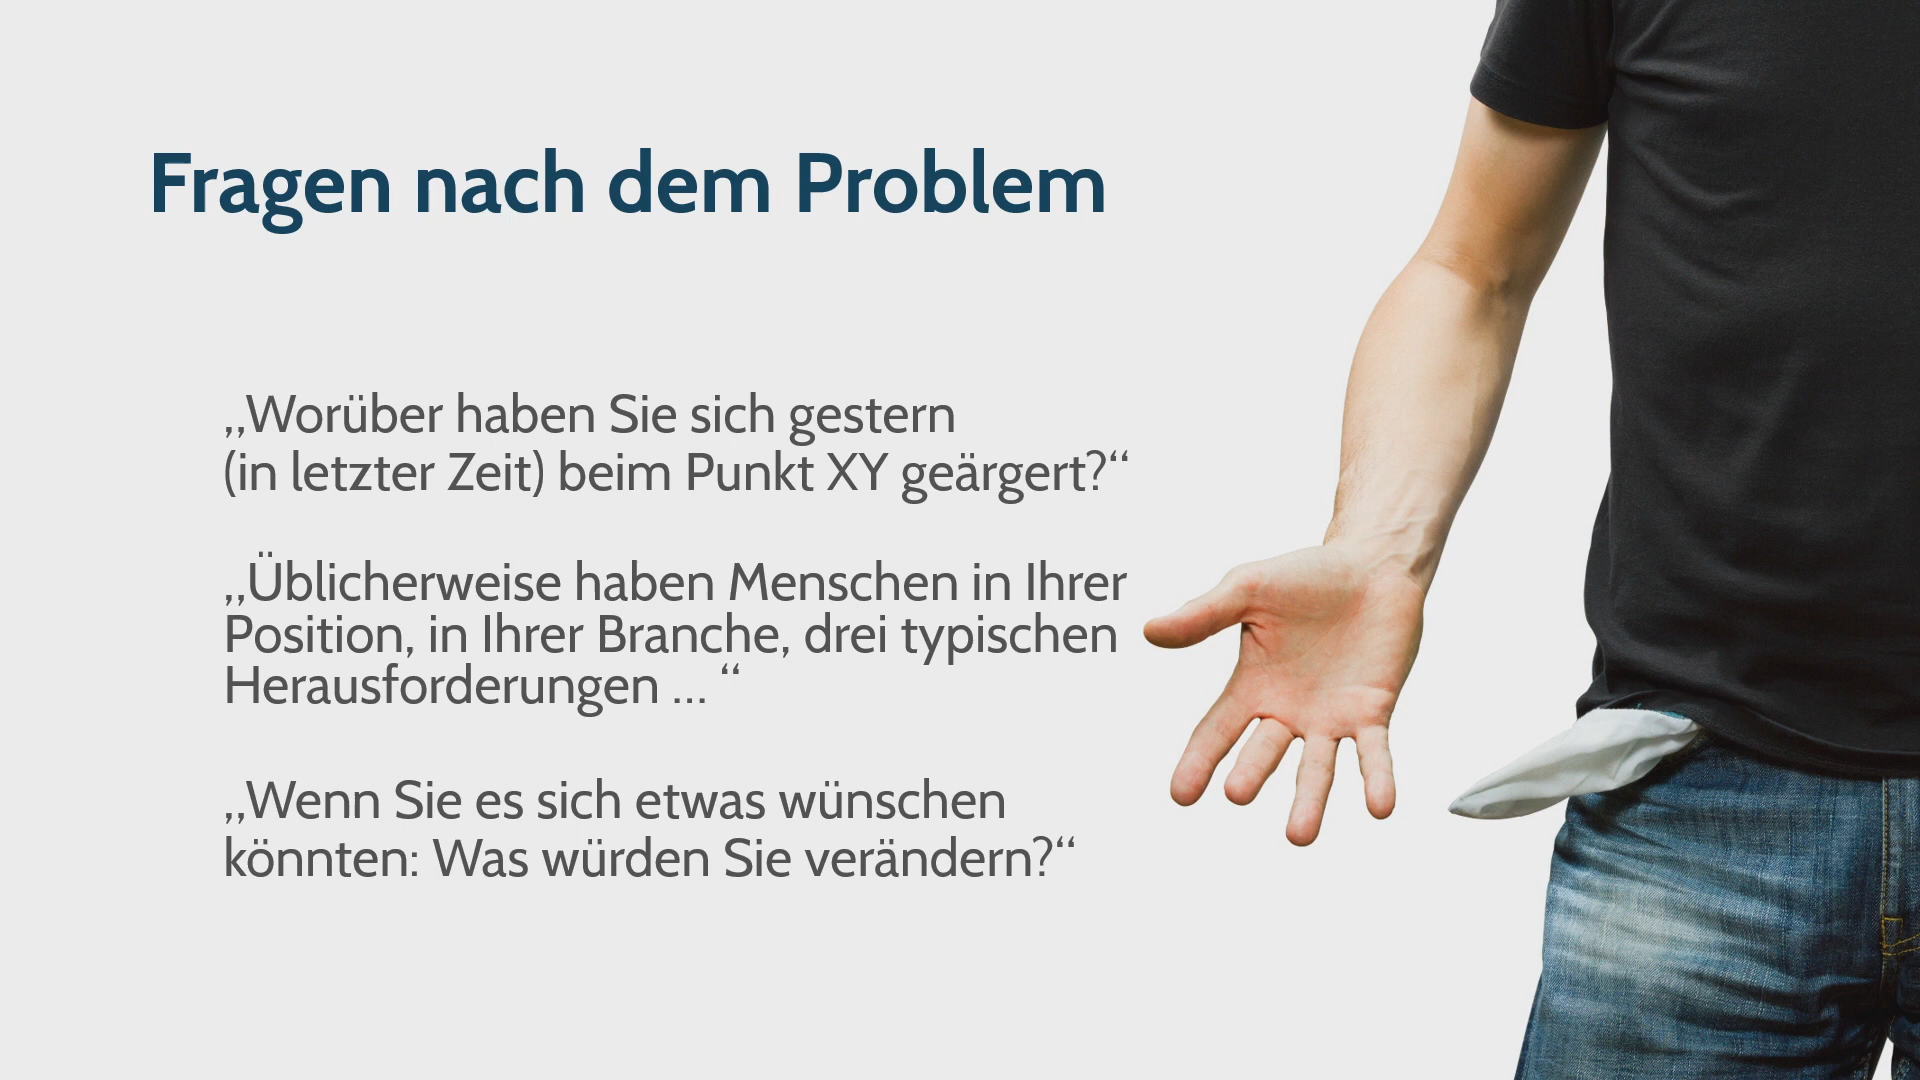 Fragen nach dem Problem
„Worüber haben Sie sich gestern
(in letzter Zeit) beim Punkt XY geärgert?“
„Üblicherweise haben Menschen in Ihrer
Position, in Ihrer Branche, drei typischen
Herausforderungen ... “
„Wenn Sie es sich etwas wünschen
könnten: Was würden Sie verändern?“